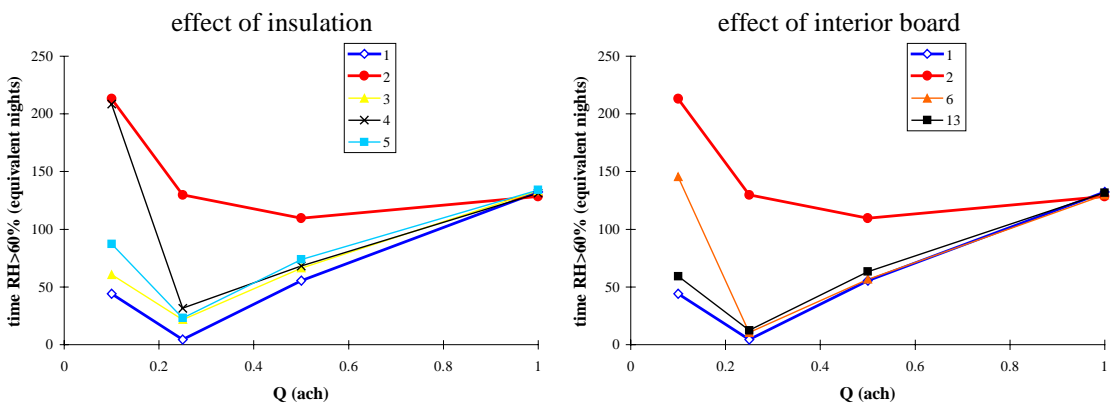 effect of insulation
time RH>60% (equivalent nights)
250
200
150
100
50
0
1
2
3
4
5
0 0.2 0.4 0.6 0.8 1
Q (ach)
effect of interior board
time RH>60% (equivalent nights)
250
200
150
100
50
0
1
2
6
13
0 0.2 0.4 0.6 0.8 1
Q (ach)